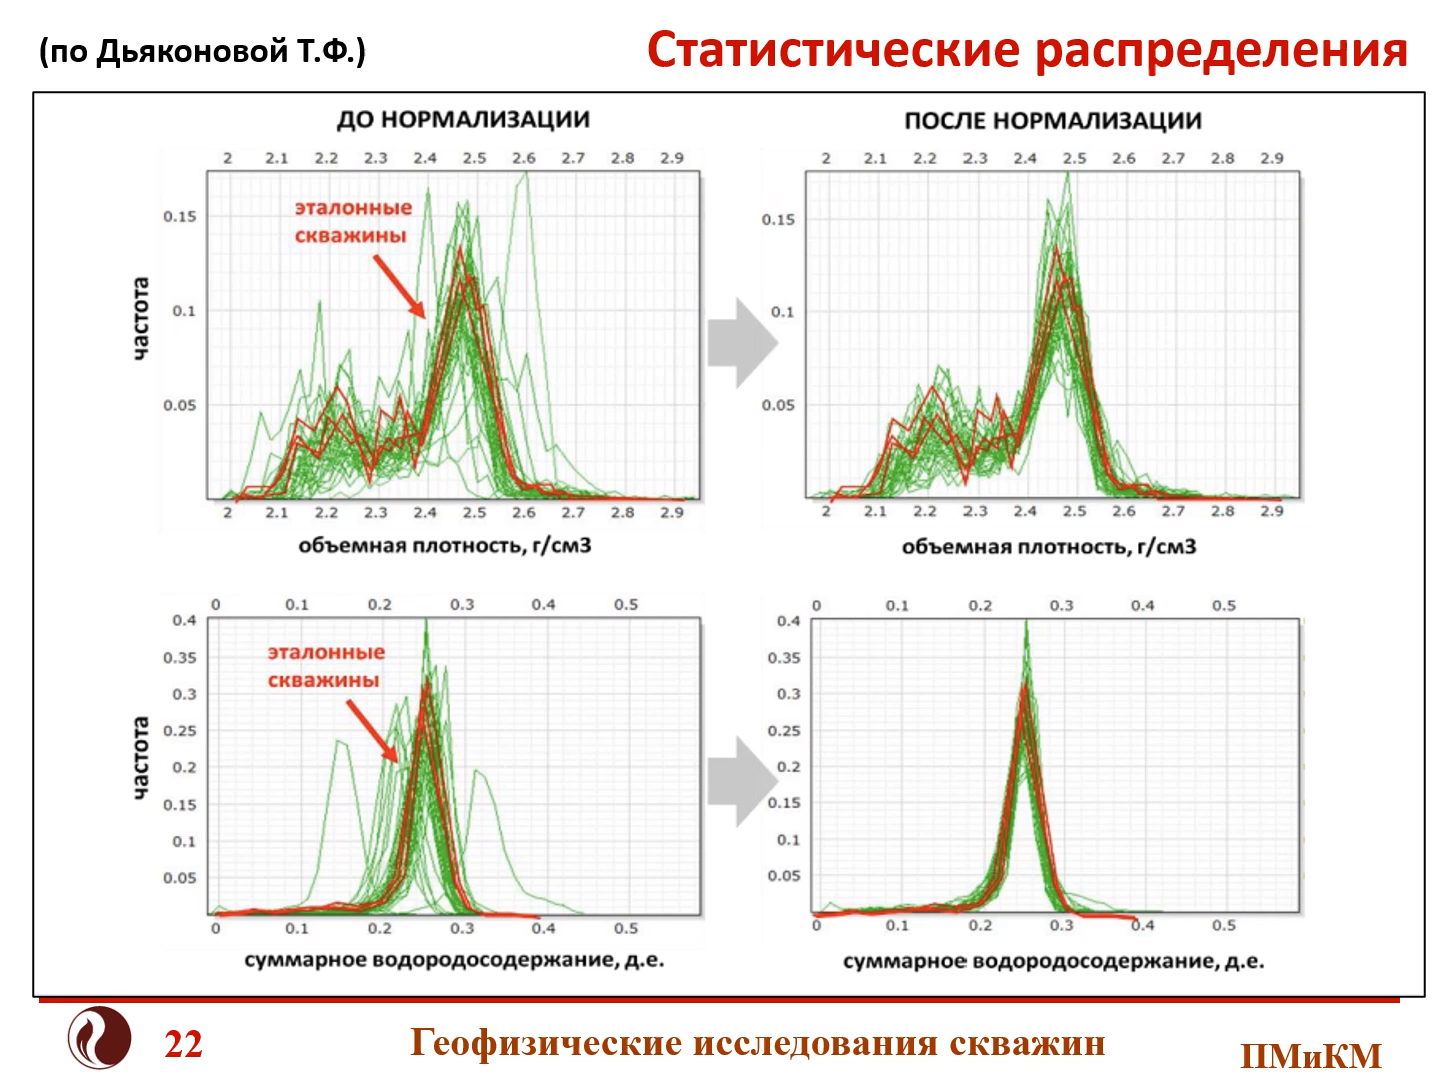 (по Дьяконовой Т.Ф.)
Статистические распределения
ДО НОРМАЛИЗАЦИИ
ПОСЛЕ НОРМАЛИЗАЦИИ
2 2.1 2.2 2.3 2.4 2.5 2.6 2.7 2.8 2.9
2 2.1 2.2 2.3 2.4 2.5 2.6 2.7 2.8 2.9
эталонные
скважины
частота
0.15
0.1
0.05
0.15
0.1
0.05
2 2.1 2.2 2.3 2.4 2.5 2.6 2.7 2.8 2.9
2 2.1 2.2 2.3 2.4 2.5 2.6 2.7 2.8 2.9
объемная плотность, г/см3
объемная плотность, г/см3
0 0.1 0.2 0.3 0.4 0.5
0 0.1 0.2 0.3 0.4 0.5
эталонные
скважины
частота
0.4
0.35
0.3
0.25
0.2
0.15
0.1
0.05
0.4
0.35
0.3
0.25
0.2
0.15
0.1
0.05
0 0.1 0.2 0.3 0.4 0.5
0 0.1 0.2 0.3 0.4 0.5
суммарное водородосодержание, д.е.
суммарное водородосодержание, д.е.
22
Геофизические исследования скважин
ПМиКМ